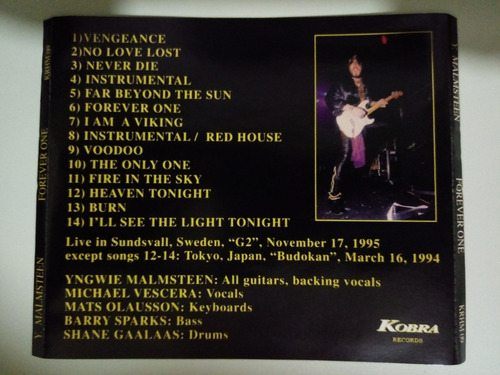 1)VENGEANCE
2)NO LOVE LOST
3) NEVER DIE
4) INSTRUMENTAL
5) FAR BEYOND THE SUN
6) FOREVER ONE
7) I AM A VIKING
8) INSTRUMENTAL / RED HOUSE
9) VOODOO
10) THE ONLY ONE
11) FIRE IN THE SKY
12) HEAVEN TONIGHT
13) BURN
14) I'LL SEE THE LIGHT TONIGHT
Live in Sundsvall, Sweden, "G2", November 17, 1995
except songs 12-14: Tokyo, Japan, "Budokan", March 16, 1994
YNGWIE MALMSTEEN: All guitars, backing vocals
MICHAEL VESCERA: Vocals
MATS OLAUSSON: Keyboards
BARRY SPARKS: Bass
SHANE GAALAAS: Drums
KOBRA
RECORDS
Y MALMSTEEN
FOREVER ONE
Y MALMSTEEN
FOREVER ONE